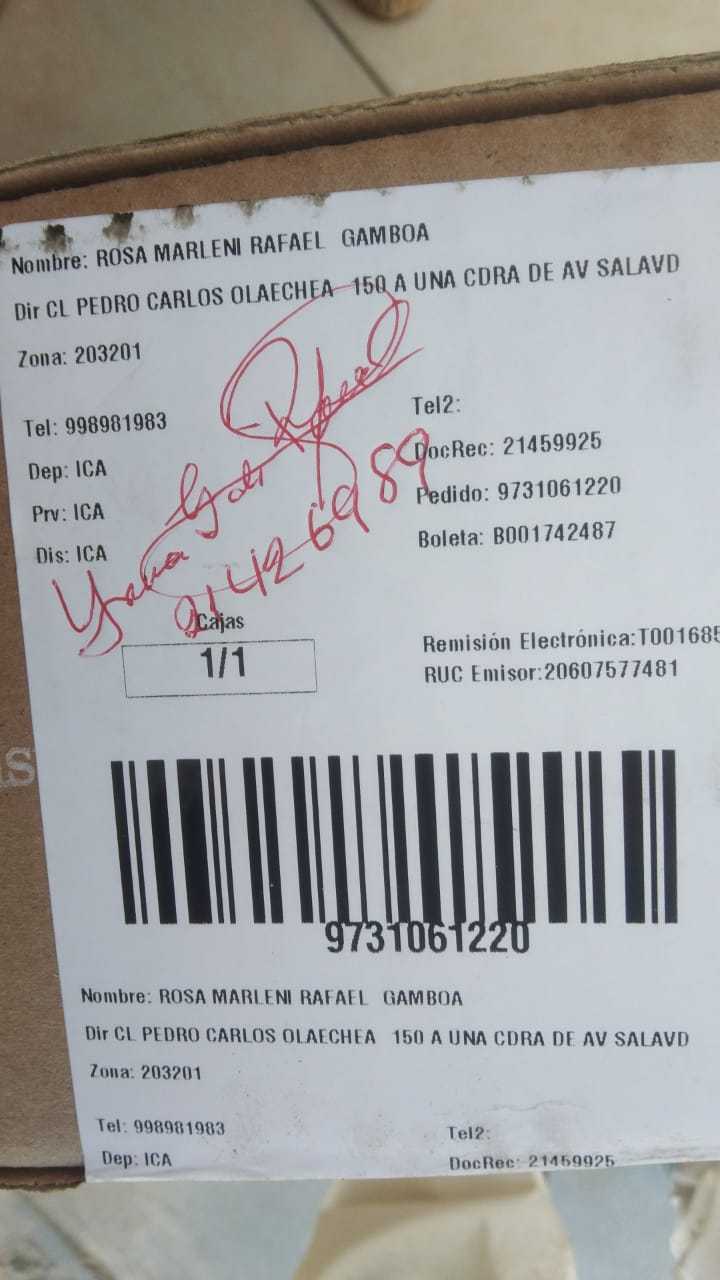 Nombre: ROSA MARLENI RAFAEL GAMBOA
Dir CL PEDRO CARLOS OLAECHEA 150 A UNA CDRA DE AV SALAVD
Zona: 203201
Tel: 998981983
Tel2:
Dep: ICA
DocRec: 21459925
Prv: ICA
Pedido: 9731061220
Dis: ICA
Boleta: B001742487
21426989
Cajas
1/1
Remisión Electrónica:T001685
RUC Emisor:20607577481
9731061220
Nombre: ROSA MARLENI RAFAEL GAMBOA
Dir CL PEDRO CARLOS OLAECHEA 150 A UNA CDRA DE AV SALAVD
Zona: 203201
Tel: 998981983
Tel2:
Dep: ICA
DocRec: 21459925